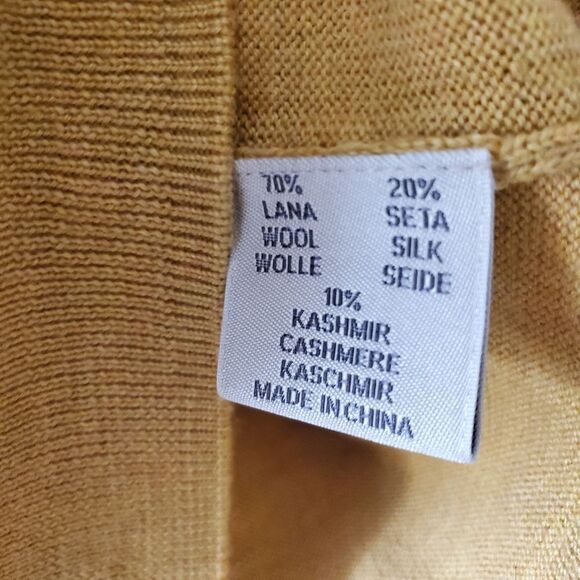 70%
LANA
WOOL
WOLLE
20%
SETA
SILK
SEIDE
10%
KASHMIR
CASHMERE
KASCHMIR
MADE IN CHINA